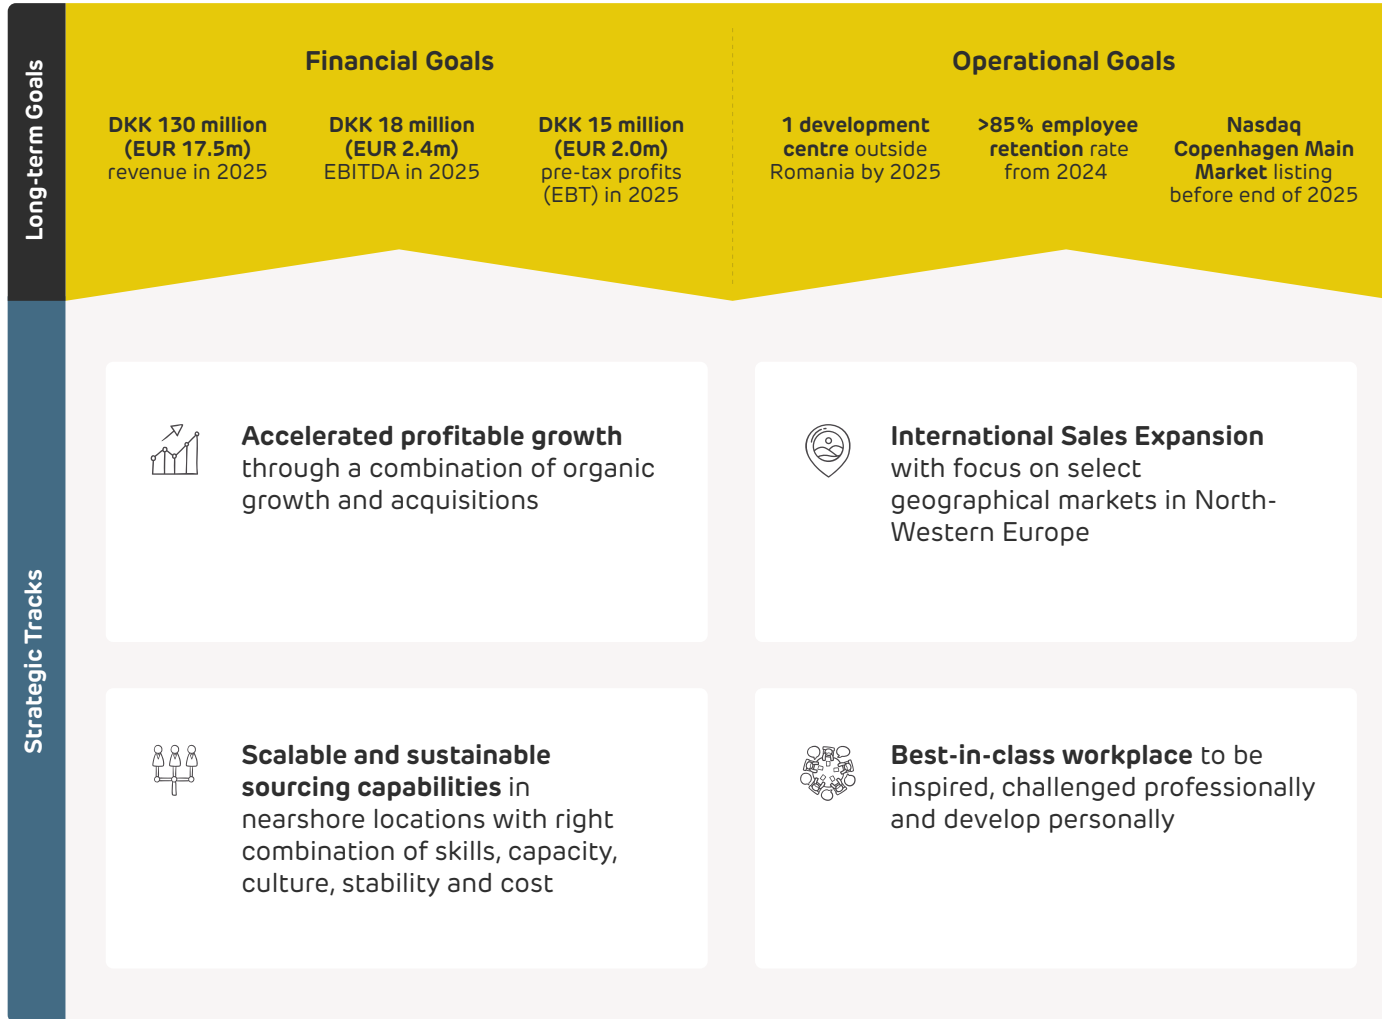 Long-term Goals
Financial Goals
DKK 130 million
(EUR 17.5m)
revenue in 2025
DKK 18 million
(EUR 2.4m)
EBITDA in 2025
DKK 15 million
(EUR 2.0m)
pre-tax profits
(EBT) in 2025
Operational Goals
1 development
centre outside
Romania by 2025
>85% employee
retention rate
from 2024
Nasdaq
Copenhagen Main
Market listing
before end of 2025
Strategic Tracks
Accelerated profitable growth
through a combination of organic
growth and acquisitions
International Sales Expansion
with focus on select
geographical markets in North-
Western Europe
Scalable and sustainable
sourcing capabilities in
nearshore locations with right
combination of skills, capacity,
culture, stability and cost
Best-in-class workplace to be
inspired, challenged professionally
and develop personally